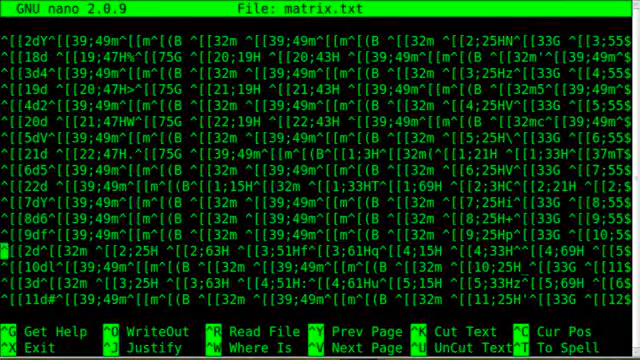 GNU nano 2.0.9 File: matrix.txt
^[[2dY^[[39;49m^[[m^[(B ^[[32m ^[[39;49m^[[m^[(B ^[[32m ^[[2;25HN^[[33G ^[[3;55$
^[[18d ^[[19;47H%^[[75G ^[[20;19H ^[[20;43H ^[[39;49m^[[m^[(B ^[[32m'^[[39;49m^$
^[[3d4^[[39;49m^[[m^[(B ^[[32m ^[[39;49m^[[m^[(B ^[[32m ^[[3;25Hz^[[33G ^[[4;55$
^[[19d ^[[20;47H>^[[75G ^[[21;19H ^[[21;43H ^[[39;49m^[[m^[(B ^[[32m5^[[39;49m^$
^[[4d2^[[39;49m^[[m^[(B ^[[32m ^[[39;49m^[[m^[(B ^[[32m ^[[4;25HV^[[33G ^[[5;55$
^[[20d ^[[21;47HW^[[75G ^[[22;19H ^[[22;43H ^[[39;49m^[[m^[(B ^[[32mc^[[39;49m^$
^[[5dV^[[39;49m^[[m^[(B ^[[32m ^[[39;49m^[[m^[(B ^[[32m ^[[5;25H\^[[33G ^[[6;55$
^[[21d ^[[22;47H.^[[75G ^[[39;49m^[[m^[(B^[[1;3H^[[32m(^[[1;21H ^[[1;33H^[[37mT$
^[[6d5^[[39;49m^[[m^[(B ^[[32m ^[[39;49m^[[m^[(B ^[[32m ^[[6;25HV^[[33G ^[[7;55$
^[[22d ^[[39;49m^[[m^[(B^[[1;15H^[[32m ^[[1;33HT^[[1;69H ^[[2;3HC^[[2;21H ^[[2;$
^[[7dY^[[39;49m^[[m^[(B ^[[32m ^[[39;49m^[[m^[(B ^[[32m ^[[7;25Hi^[[33G ^[[8;55$
^[[8d6^[[39;49m^[[m^[(B ^[[32m ^[[39;49m^[[m^[(B ^[[32m ^[[8;25H+^[[33G ^[[9;55$
^[[9df^[[39;49m^[[m^[(B ^[[32m ^[[39;49m^[[m^[(B ^[[32m ^[[9;25Hp^[[33G ^[[10;5$
^[[2d^[[32m ^[[2;25H ^[[2;63H ^[[3;51Hf^[[3;61Hq^[[4;15H ^[[4;33H^^[[4;69H ^[[5$
^[[10dl^[[39;49m^[[m^[(B ^[[32m ^[[39;49m^[[m^[(B ^[[32m ^[[10;25H_^[[33G ^[[11$
^[[3d^[[32m ^[[3;25H ^[[3;63H ^[[4;51H:^[[4;61Hu^[[5;15H ^[[5;33Hz^[[5;69H ^[[6$
^[[11d#^[[39;49m^[[m^[(B ^[[32m ^[[39;49m^[[m^[(B ^[[32m ^[[11;25H'^[[33G ^[[12$
^G Get Help ^O WriteOut ^R Read File ^Y Prev Page ^K Cut Text ^C Cur Pos
^X Exit ^J Justify ^W Where Is ^V Next Page ^U UnCut Text^T To Spell